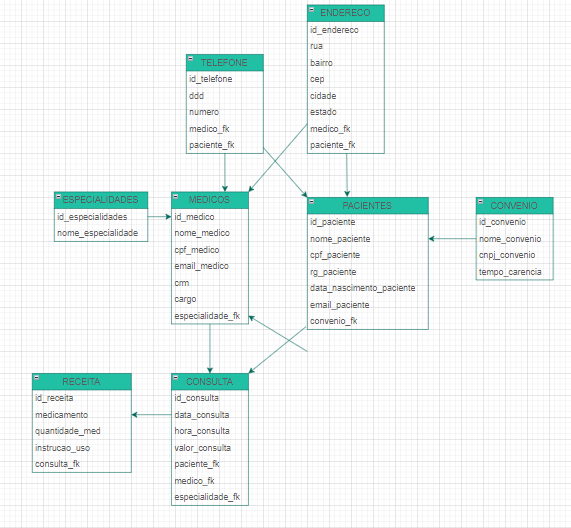 ENDERECO
id_endereco
rua
bairro
cep
cidade
estado
medico_fk
paciente_fk
TELEFONE
id_telefone
ddd
numero
medico_fk
paciente_fk
ESPECIALIDADES
id_especialidades
nome_especialidade
MEDICOS
id_medico
nome_medico
cpf_medico
email_medico
crm
cargo
especialidade_fk
PACIENTES
id_paciente
nome_paciente
cpf_paciente
rg_paciente
data_nascimento_paciente
email_paciente
convenio_fk
CONVENIO
id_convenio
nome_convenio
cnpj_convenio
tempo_carencia
RECEITA
id_receita
medicamento
quantidade_med
instrucao_uso
consulta_fk
CONSULTA
id_consulta
data_consulta
hora_consulta
valor_consulta
paciente_fk
medico_fk
especialidade_fk